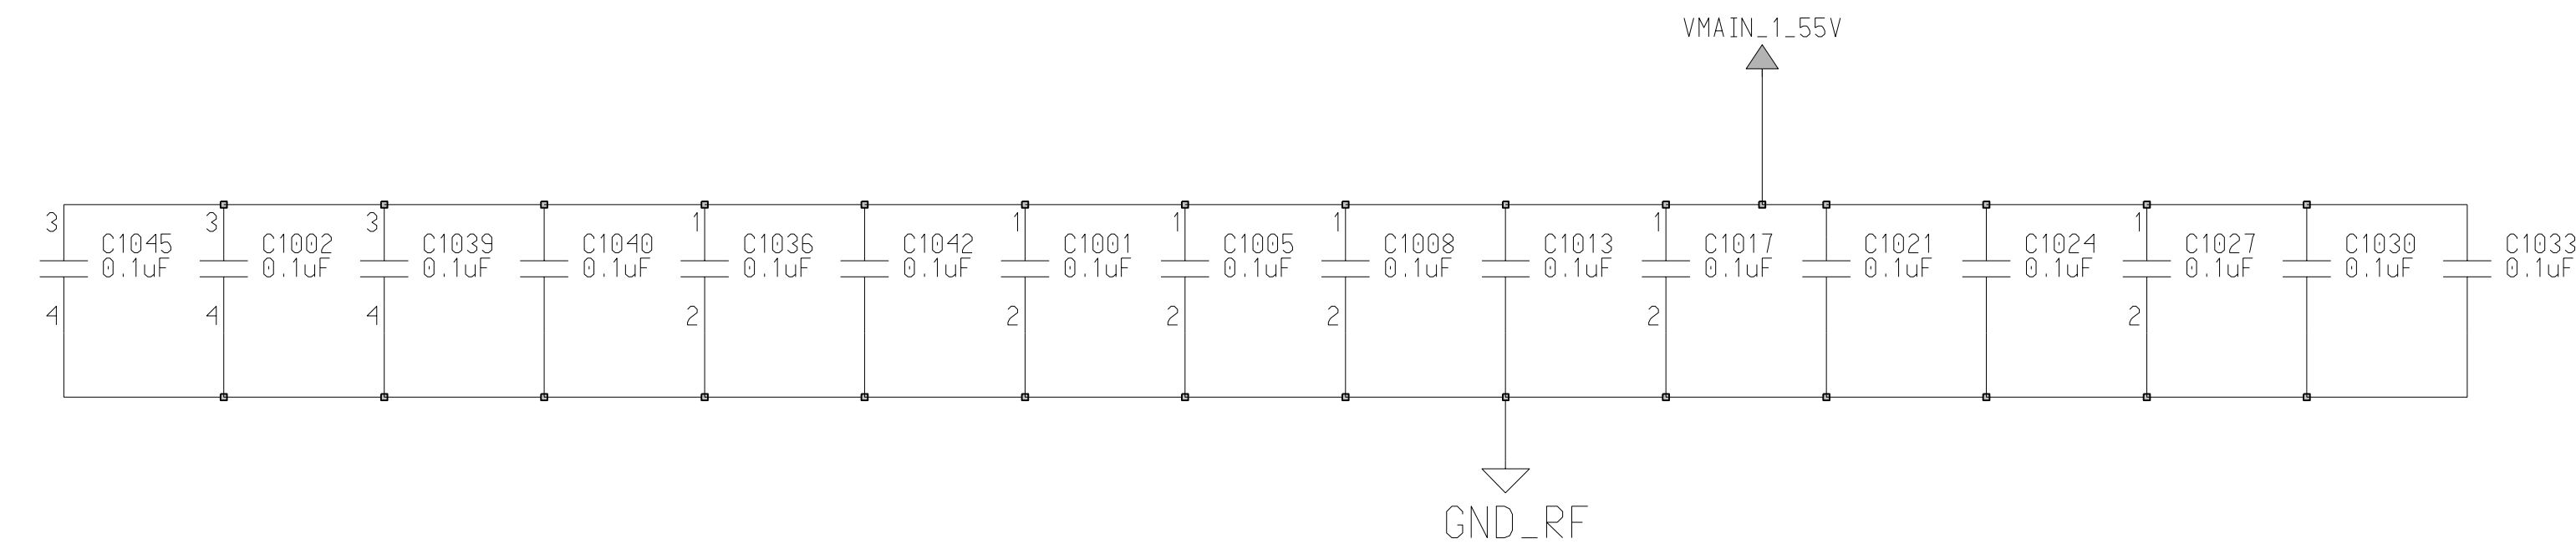 VMAIN_1_55V
3 3 3 1 1 1 1 1 1
C1045 C1002 C1039 C1040 C1036 C1042 C1001 C1005 C1008 C1013 C1017 C1021 C1024 C1027 C1030 C1033
0.1uF 0.1uF 0.1uF 0.1uF 0.1uF 0.1uF 0.1uF 0.1uF 0.1uF 0.1uF 0.1uF 0.1uF 0.1uF 0.1uF 0.1uF 0.1uF
4 4 4 2 2 2 2 2 2
GND_RF